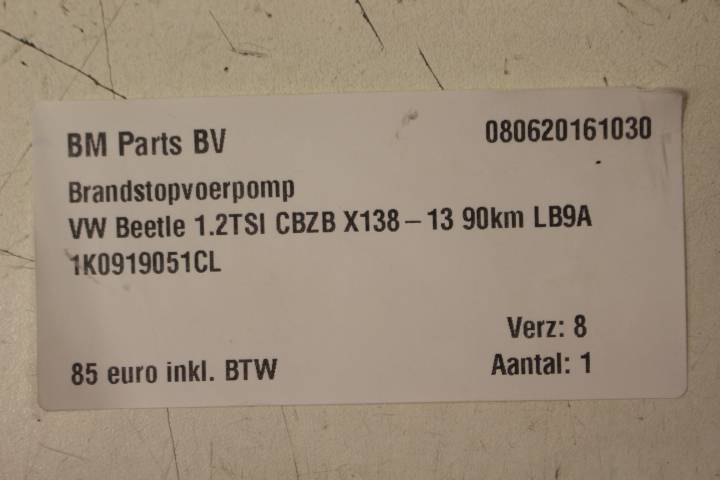 BM Parts BV 080620161030
Brandstopvoerpomp
VW Beetle 1.2TSI CBZB X138 – 13 90km LB9A
1K0919051CL
Verz: 8
85 euro inkl. BTW Aantal: 1